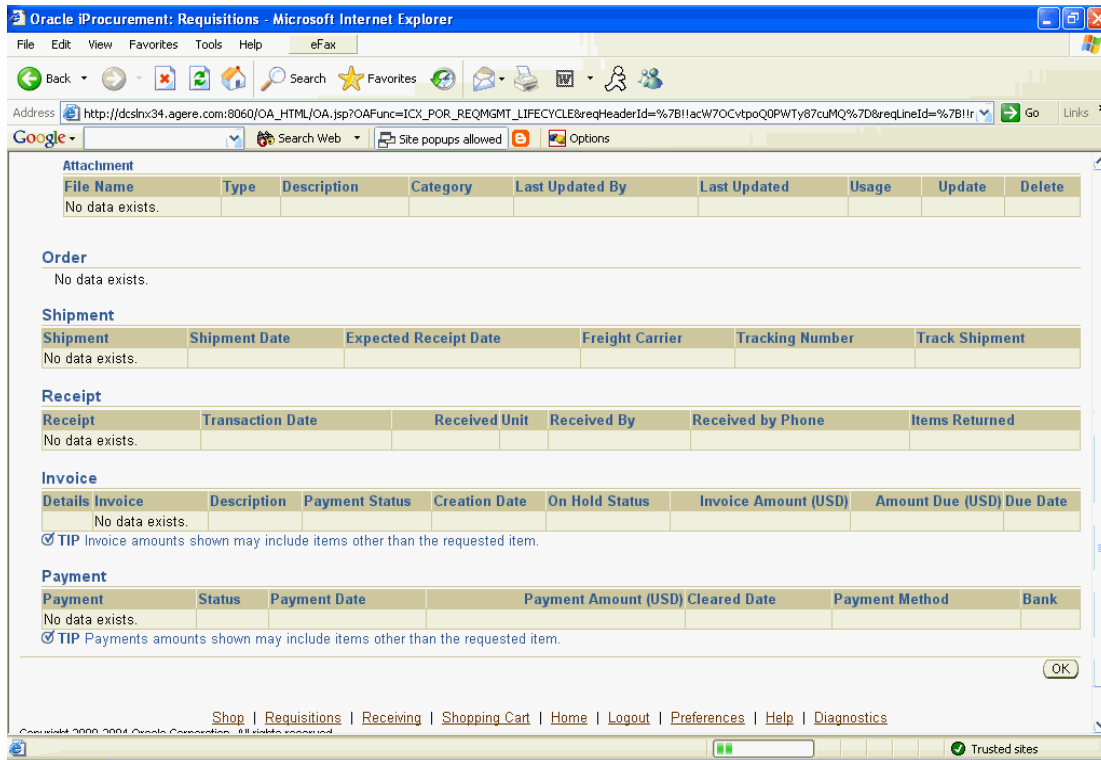 Oracle iProcurement: Requisitions - Microsoft Internet Explorer
File Edit View Favorites Tools Help eFax
Back Search Favorites
Address http://dcslnx34.agere.com:8060/OA_HTML/OA.jsp?OAFunc=ICX_POR_REQMGMT_LIFECYCLE&reqHeaderId=%7B!!acW7OCvtpoQ0PWTy87cuMQ%7D&reqLineId=%7B!!r Go Links
Google Search Web Site popups allowed Options
Attachment
File Name Type Description Category Last Updated By Last Updated Usage Update Delete
No data exists.
Order
No data exists.
Shipment
Shipment Shipment Date Expected Receipt Date Freight Carrier Tracking Number Track Shipment
No data exists.
Receipt
Receipt Transaction Date Received Unit Received By Received by Phone Items Returned
No data exists.
Invoice
Details Invoice Description Payment Status Creation Date On Hold Status Invoice Amount (USD) Amount Due (USD) Due Date
No data exists.
TIP Invoice amounts shown may include items other than the requested item.
Payment
Payment Status Payment Date Payment Amount (USD) Cleared Date Payment Method Bank
No data exists.
TIP Payments amounts shown may include items other than the requested item.
OK
Shop | Requisitions | Receiving | Shopping Cart | Home | Logout | Preferences | Help | Diagnostics
Copyright 2000-2004 Oracle Corporation. All rights reserved.
Trusted sites